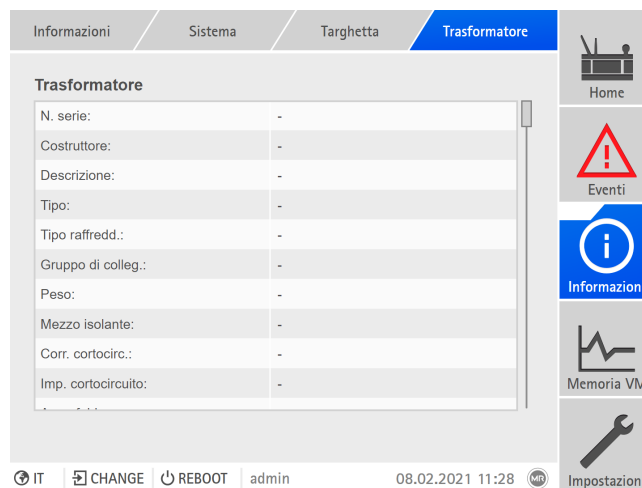 Informazioni Sistema Targhetta Trasformatore
Trasformatore
N. serie: -
Costruttore: -
Descrizione: -
Tipo: -
Tipo raffredd.: -
Gruppo di colleg.: -
Peso: -
Mezzo isolante: -
Corr. cortocirc.: -
Imp. cortocircuito: -
Home
Eventi
Informazion
Memoria VM
Impostazion
IT CHANGE REBOOT admin 08.02.2021 11:28 MR